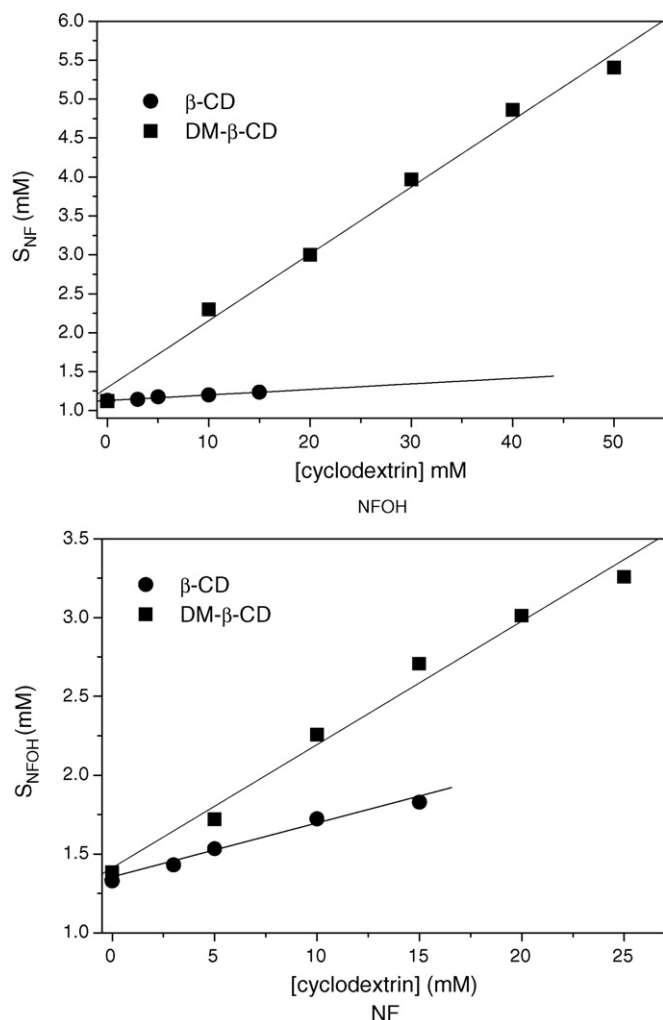 6.0
5.5
5.0
4.5
4.0
3.5
3.0
2.5
2.0
1.5
1.0
β-CD
DM-β-CD
S_NF (mM)
0 10 20 30 40 50
[cyclodextrin] mM
NFOH
3.5
3.0
2.5
2.0
1.5
1.0
β-CD
DM-β-CD
S_NFOH (mM)
0 5 10 15 20 25
[cyclodextrin] (mM)
NF